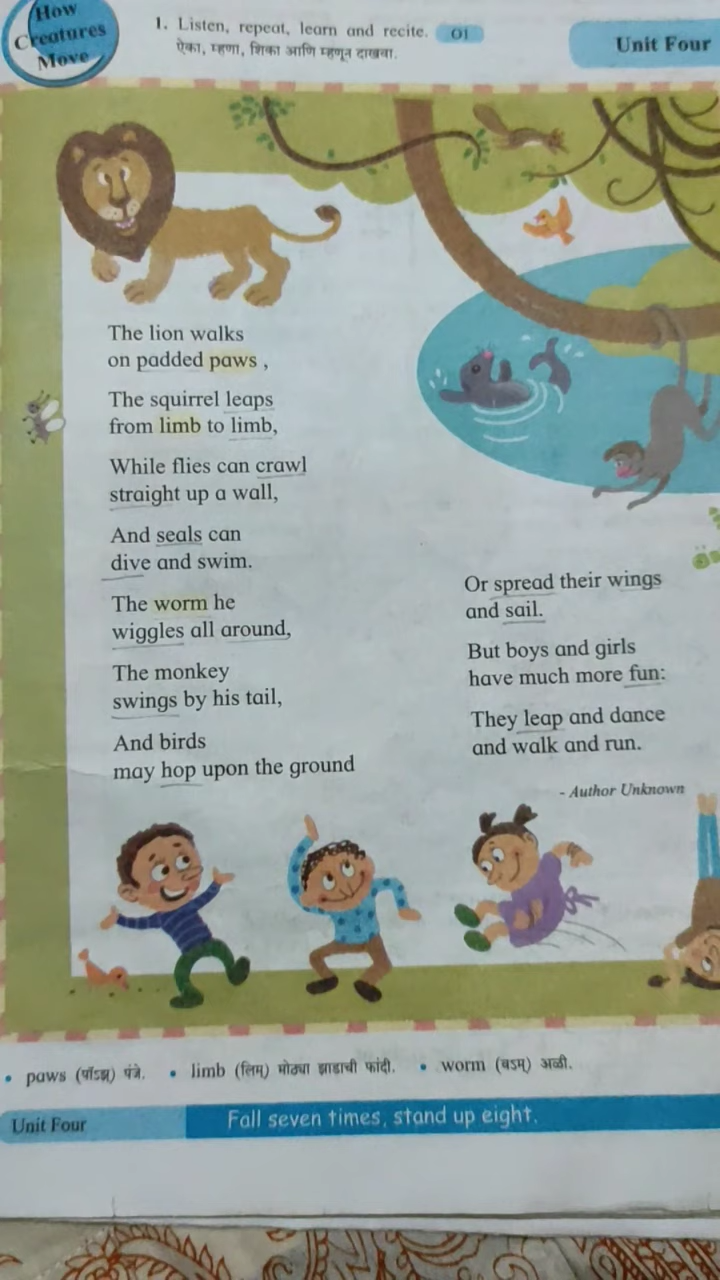 How
Creatures
Move
1. Listen, repeat, learn and recite. 01
ऐका, म्हणा, शिका आणि म्हणून दाखवा.
Unit Four
The lion walks
on padded paws ,
The squirrel leaps
from limb to limb,
While flies can crawl
straight up a wall,
And seals can
dive and swim.
The worm he
wiggles all around,
The monkey
swings by his tail,
And birds
may hop upon the ground
Or spread their wings
and sail.
But boys and girls
have much more fun:
They leap and dance
and walk and run.
- Author Unknown
• paws (पॉऽझ्) पंजे. • limb (लिम्) मोठ्या झाडाची फांदी. • worm (वऽम्) अळी.
Unit Four
Fall seven times, stand up eight.